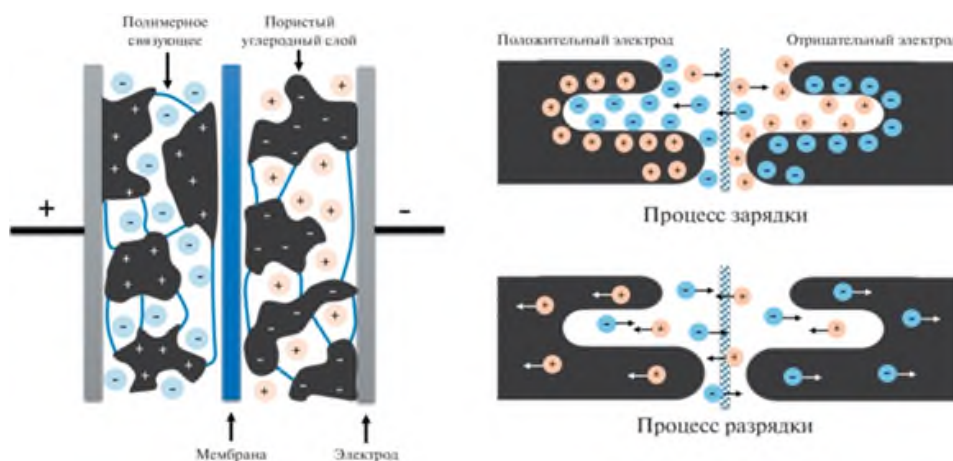 Полимерное
связующее
Пористый
углеродный слой
+
-
Мембрана
Электрод
Положительный электрод
Отрицательный электрод
Процесс зарядки
Процесс разрядки